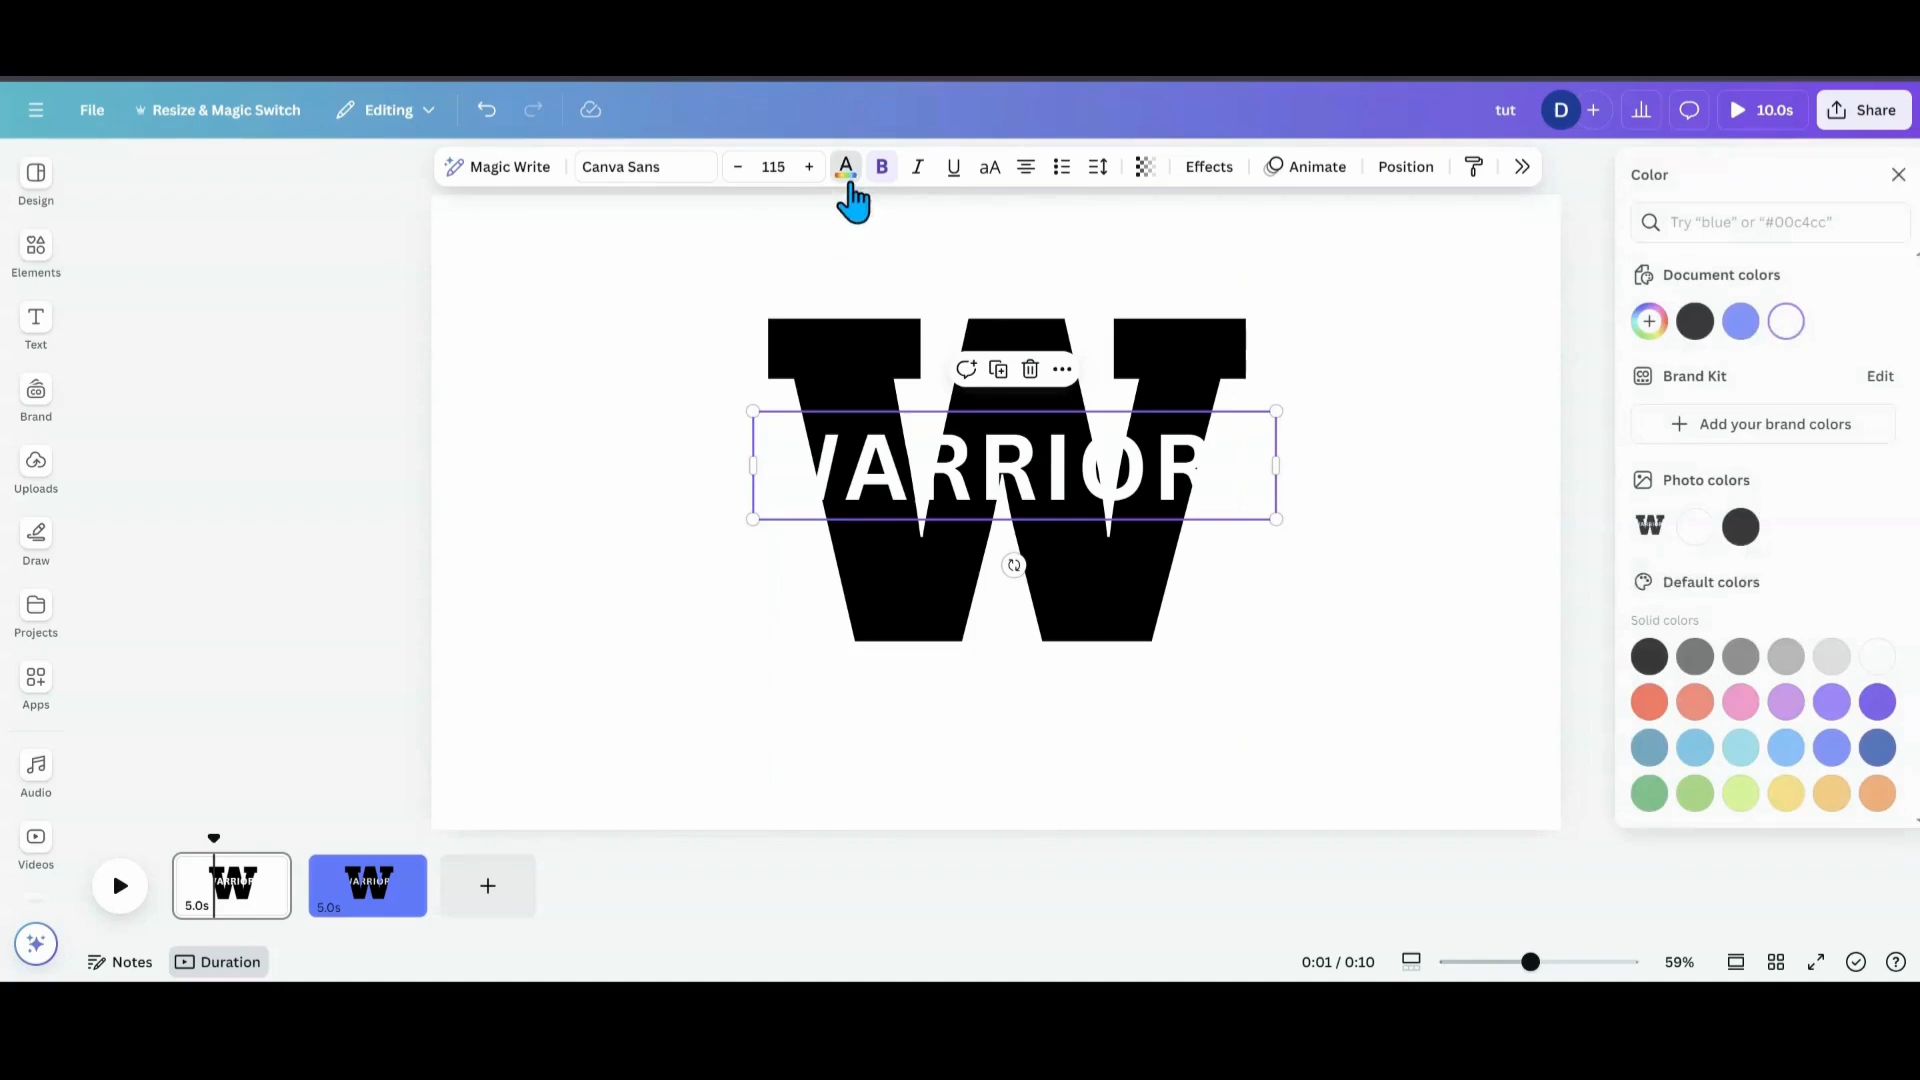 File
Resize & Magic Switch
Editing
tut
D
10.0s
Share
Magic Write
Canva Sans
- 115 +
A
B
I
U
aA
Effects
Animate
Position
Color
Try “blue” or “#00c4cc”
Document colors
Brand Kit
Edit
Add your brand colors
Photo colors
Default colors
Solid colors
Design
Elements
Text
Brand
Uploads
Draw
Projects
Apps
Audio
Videos
W
WARRIOR
5.0s
5.0s
Notes
Duration
0:01 / 0:10
59%